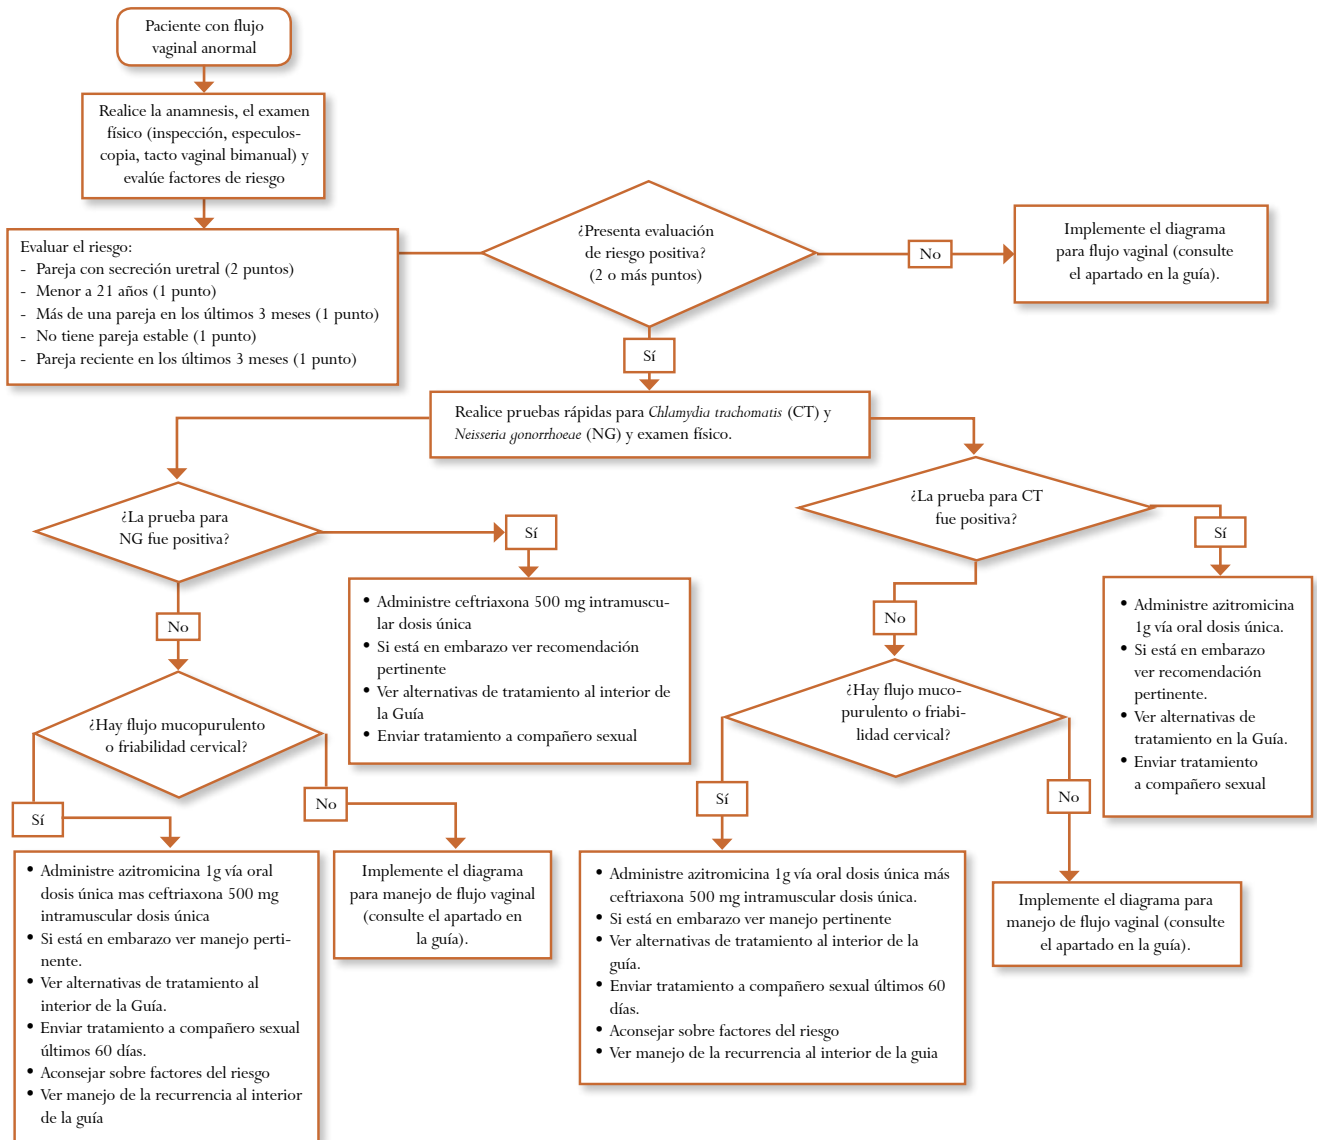 Paciente con flujo
vaginal anormal
Realice la anamnesis, el examen
físico (inspección, especulos-
copia, tacto vaginal bimanual) y
evalúe factores de riesgo
Evaluar el riesgo:
- Pareja con secreción uretral (2 puntos)
- Menor a 21 años (1 punto)
- Más de una pareja en los últimos 3 meses (1 punto)
- No tiene pareja estable (1 punto)
- Pareja reciente en los últimos 3 meses (1 punto)
¿Presenta evaluación
de riesgo positiva?
(2 o más puntos)
No
Implemente el diagrama
para flujo vaginal (consulte
el apartado en la guía).
Sí
Realice pruebas rápidas para Chlamydia trachomatis (CT) y
Neisseria gonorrhoeae (NG) y examen físico.
¿La prueba para
NG fue positiva?
Sí
• Administre ceftriaxona 500 mg intramuscu-
lar dosis única
• Si está en embarazo ver recomendación
pertinente
• Ver alternativas de tratamiento al interior de
la Guía
• Enviar tratamiento a compañero sexual
No
¿Hay flujo mucopurulento
o friabilidad cervical?
Sí
• Administre azitromicina 1g vía oral
dosis única mas ceftriaxona 500 mg
intramuscular dosis única
• Si está en embarazo ver manejo perti-
nente.
• Ver alternativas de tratamiento al
interior de la Guía.
• Enviar tratamiento a compañero sexual
últimos 60 días.
• Aconsejar sobre factores del riesgo
• Ver manejo de la recurrencia al interior
de la guía
No
Implemente el diagrama
para manejo de flujo vaginal
(consulte el apartado en
la guía).
¿La prueba para CT
fue positiva?
Sí
• Administre azitromicina
1g vía oral dosis única.
• Si está en embarazo
ver recomendación
pertinente.
• Ver alternativas de
tratamiento en la Guía.
• Enviar tratamiento
a compañero sexual
No
¿Hay flujo muco-
purulento o friabi-
lidad cervical?
Sí
• Administre azitromicina 1g vía oral dosis única más
ceftriaxona 500 mg intramuscular dosis única.
• Si está en embarazo ver manejo pertinente
• Ver alternativas de tratamiento al interior de la
guía.
• Enviar tratamiento a compañero sexual últimos 60
días.
• Aconsejar sobre factores del riesgo
• Ver manejo de la recurrencia al interior de la guia
No
Implemente el diagrama para
manejo de flujo vaginal (consulte
el apartado en la guía).